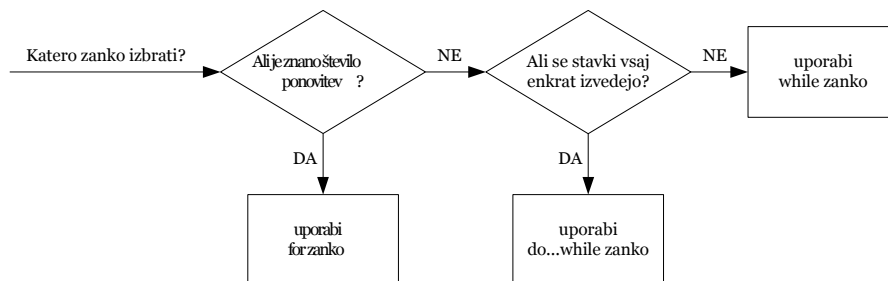 Katero zanko izbrati?
Ali je znano število
ponovitev ?
NE
Ali se stavki vsaj
enkrat izvedejo?
NE
uporabi
while zanko
DA
DA
uporabi
for zanko
uporabi
do...while zanko